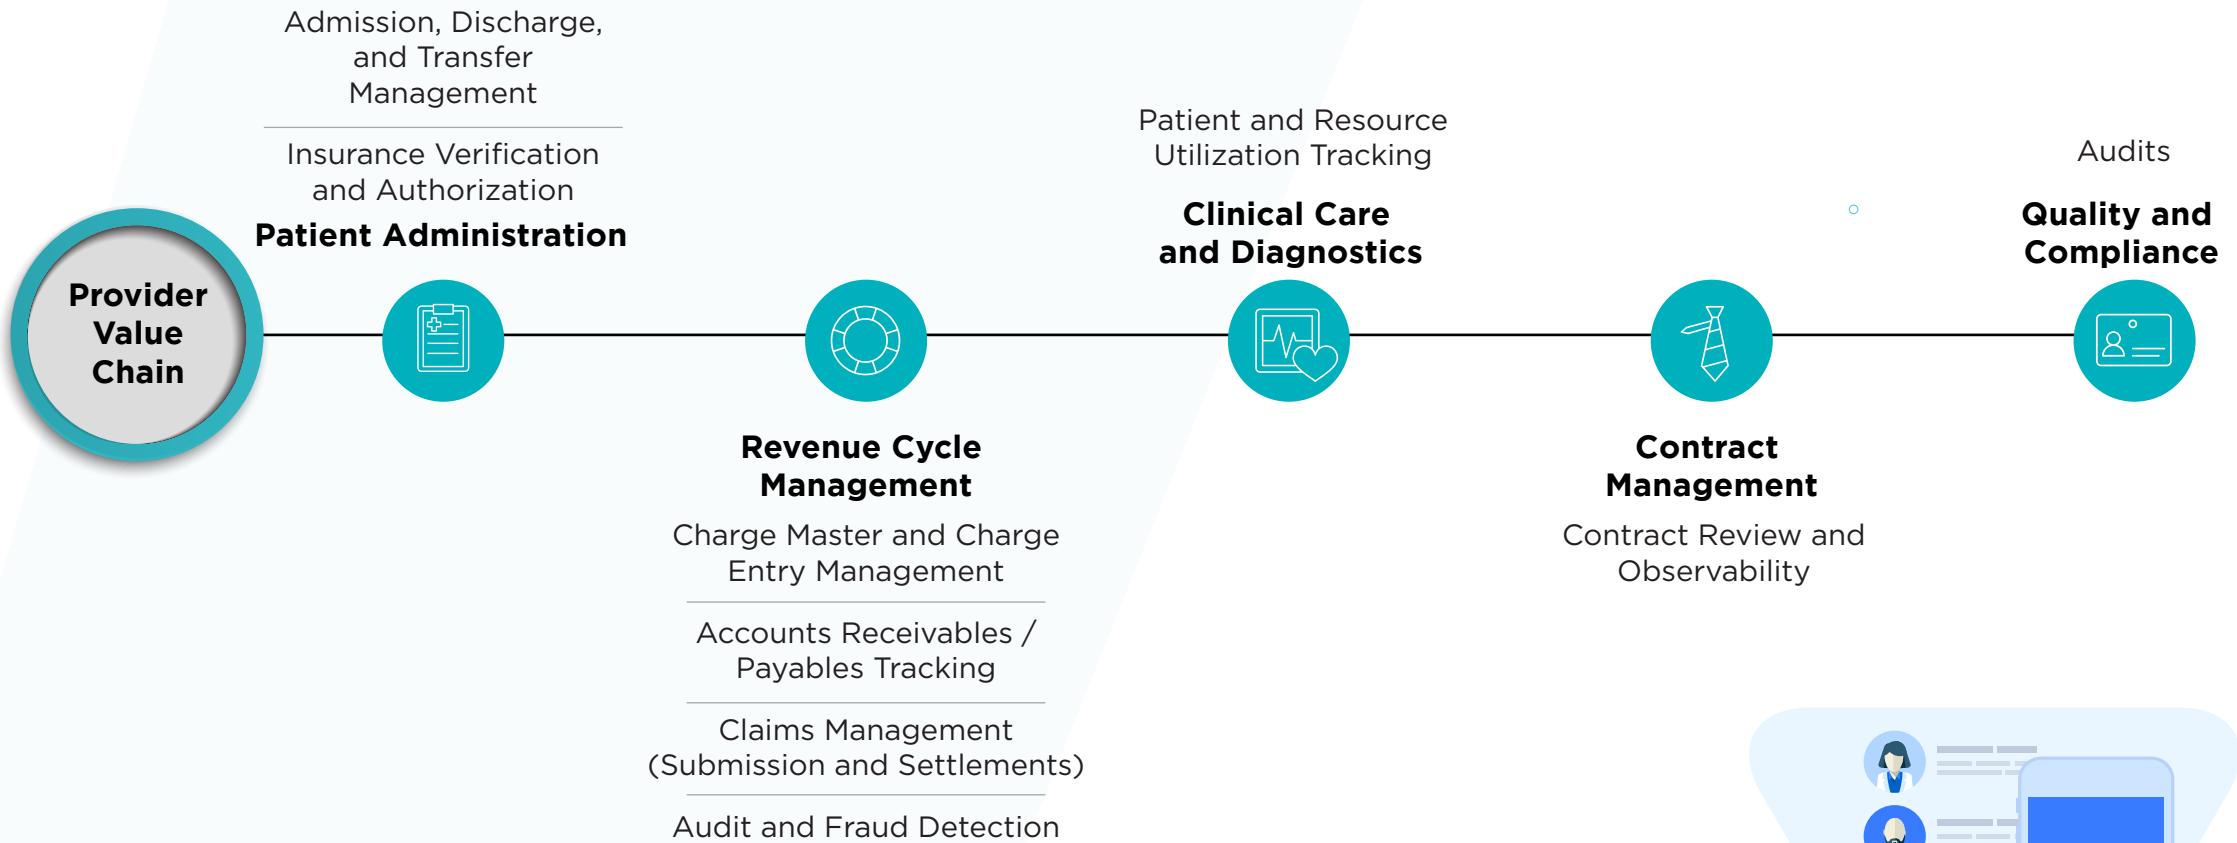 Provider
Value
Chain
Admission, Discharge,
and Transfer
Management
Insurance Verification
and Authorization
Patient Administration
Revenue Cycle
Management
Charge Master and Charge
Entry Management
Accounts Receivables /
Payables Tracking
Claims Management
(Submission and Settlements)
Audit and Fraud Detection
Patient and Resource
Utilization Tracking
Clinical Care
and Diagnostics
Contract
Management
Contract Review and
Observability
Audits
Quality and
Compliance